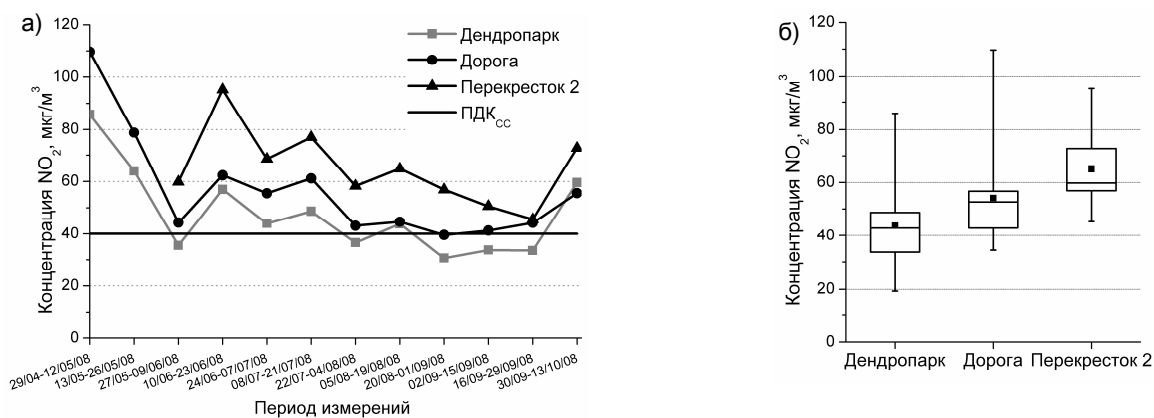 а)
Концентрация NO₂, мкг/м³
120
100
80
60
40
20
0
Дендропарк
Дорога
Перекресток 2
ПДК_СС
29/04-12/05/08
13/05-26/05/08
27/05-09/06/08
10/06-23/06/08
24/06-07/07/08
08/07-21/07/08
22/07-04/08/08
05/08-19/08/08
20/08-01/09/08
02/09-15/09/08
16/09-29/09/08
30/09-13/10/08
Период измерений
б)
Концентрация NO₂, мкг/м³
120
100
80
60
40
20
0
Дендропарк
Дорога
Перекресток 2